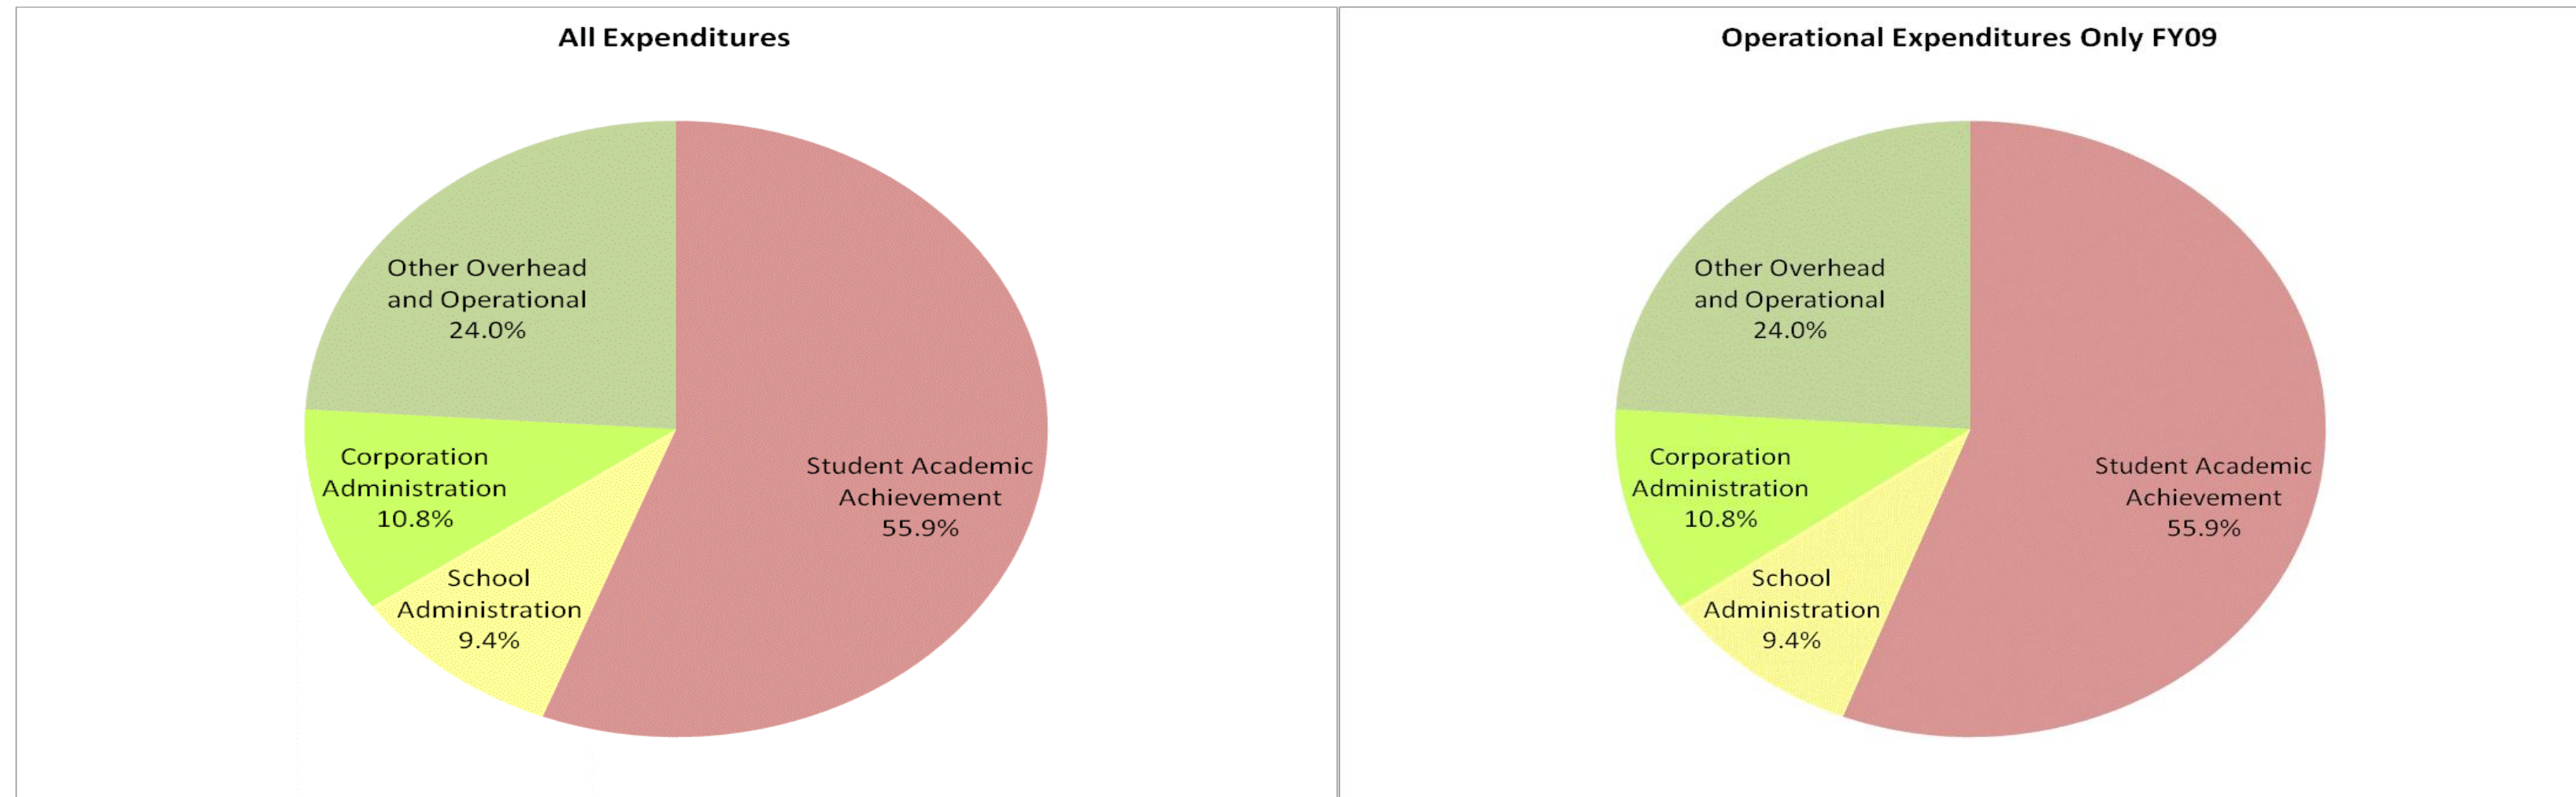 All Expenditures
Other Overhead
and Operational
24.0%
Corporation
Administration
10.8%
School
Administration
9.4%
Student Academic
Achievement
55.9%
Operational Expenditures Only FY09
Other Overhead
and Operational
24.0%
Corporation
Administration
10.8%
School
Administration
9.4%
Student Academic
Achievement
55.9%